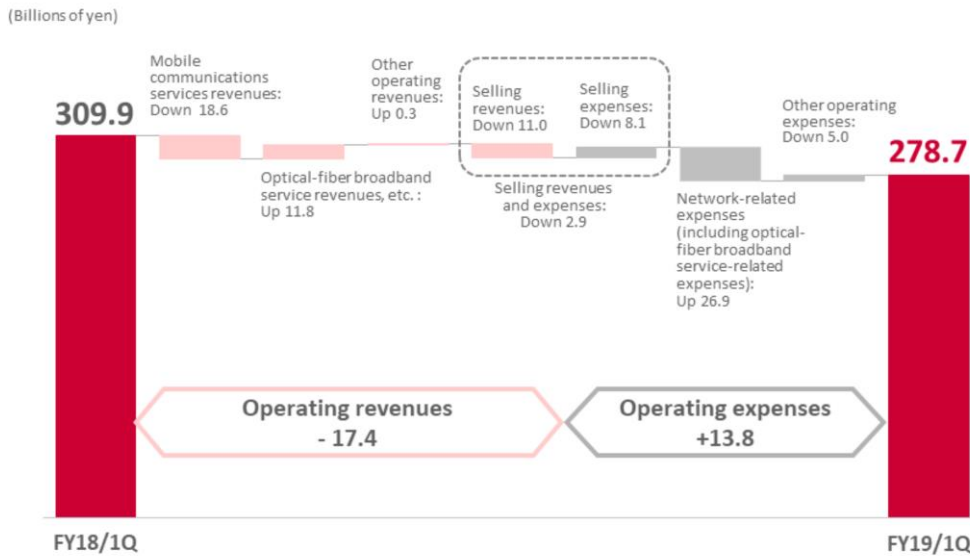 (Billions of yen)
309.9
Mobile
communications
services revenues:
Down 18.6
Optical-fiber broadband
service revenues, etc. :
Up 11.8
Other
operating
revenues:
Up 0.3
Selling
revenues:
Down 11.0
Selling
expenses:
Down 8.1
Selling revenues
and expenses:
Down 2.9
Network-related
expenses
(including optical-
fiber broadband
service-related
expenses):
Up 26.9
Other operating
expenses:
Down 5.0
278.7
Operating revenues
- 17.4
Operating expenses
+13.8
FY18/1Q
FY19/1Q